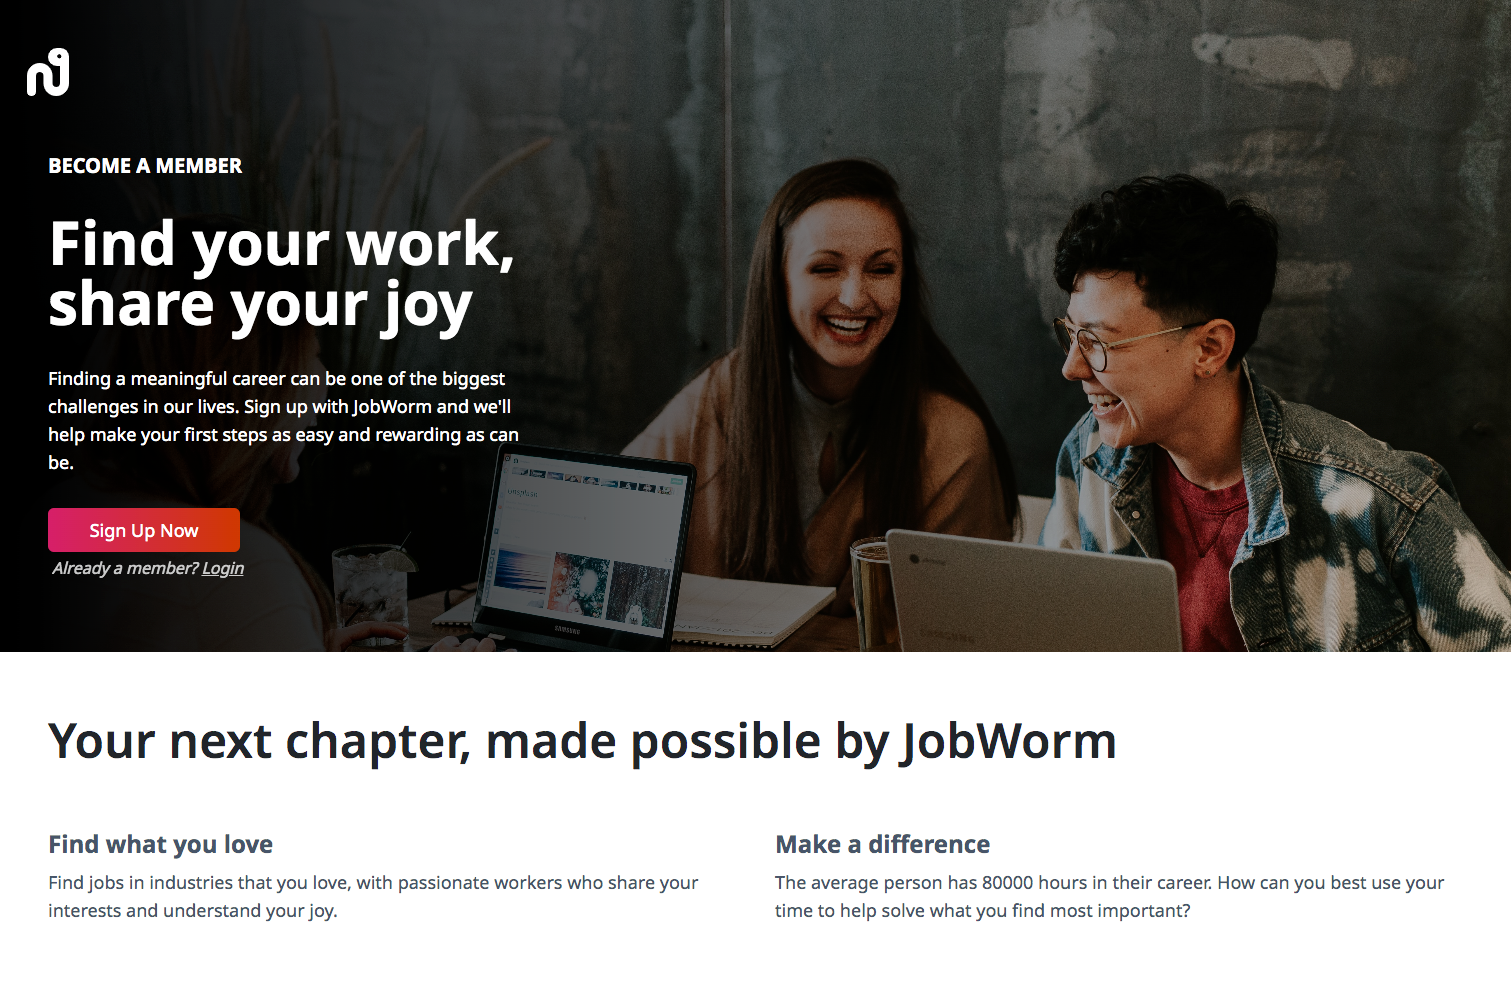 BECOME A MEMBER
Find your work,
share your joy
Finding a meaningful career can be one of the biggest
challenges in our lives. Sign up with JobWorm and we'll
help make your first steps as easy and rewarding as can
be.
Unsplash
Sign Up Now
Already a member? Login
SAMSUNG
SAMSUNG
Your next chapter, made possible by JobWorm
Find what you love
Find jobs in industries that you love, with passionate workers who share your
interests and understand your joy.
Make a difference
The average person has 80000 hours in their career. How can you best use your
time to help solve what you find most important?